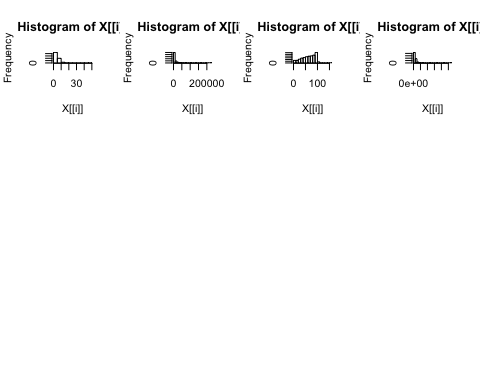 Histogram of X[[i
Frequency
0
0 30
X[[i]]
Histogram of X[[i
Frequency
0
0 200000
X[[i]]
Histogram of X[[i
Frequency
0
0 100
X[[i]]
Histogram of X[[i
Frequency
0
0e+00
X[[i]]